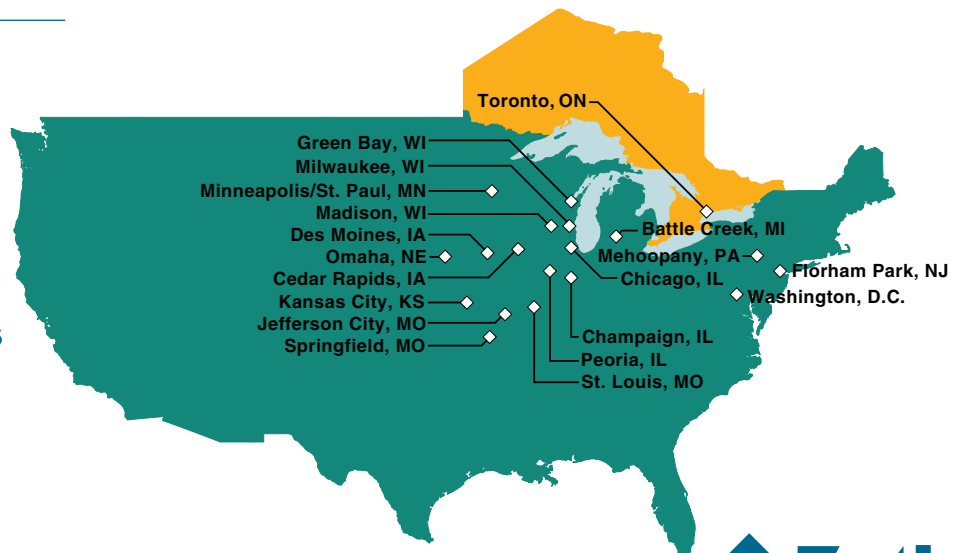 Toronto, ON
Green Bay, WI
Milwaukee, WI
Minneapolis/St. Paul, MN
Madison, WI
Des Moines, IA
Omaha, NE
Cedar Rapids, IA
Kansas City, KS
Jefferson City, MO
Springfield, MO
Battle Creek, MI
Mehoopany, PA
Chicago, IL
Florham Park, NJ
Washington, D.C.
Champaign, IL
Peoria, IL
St. Louis, MO